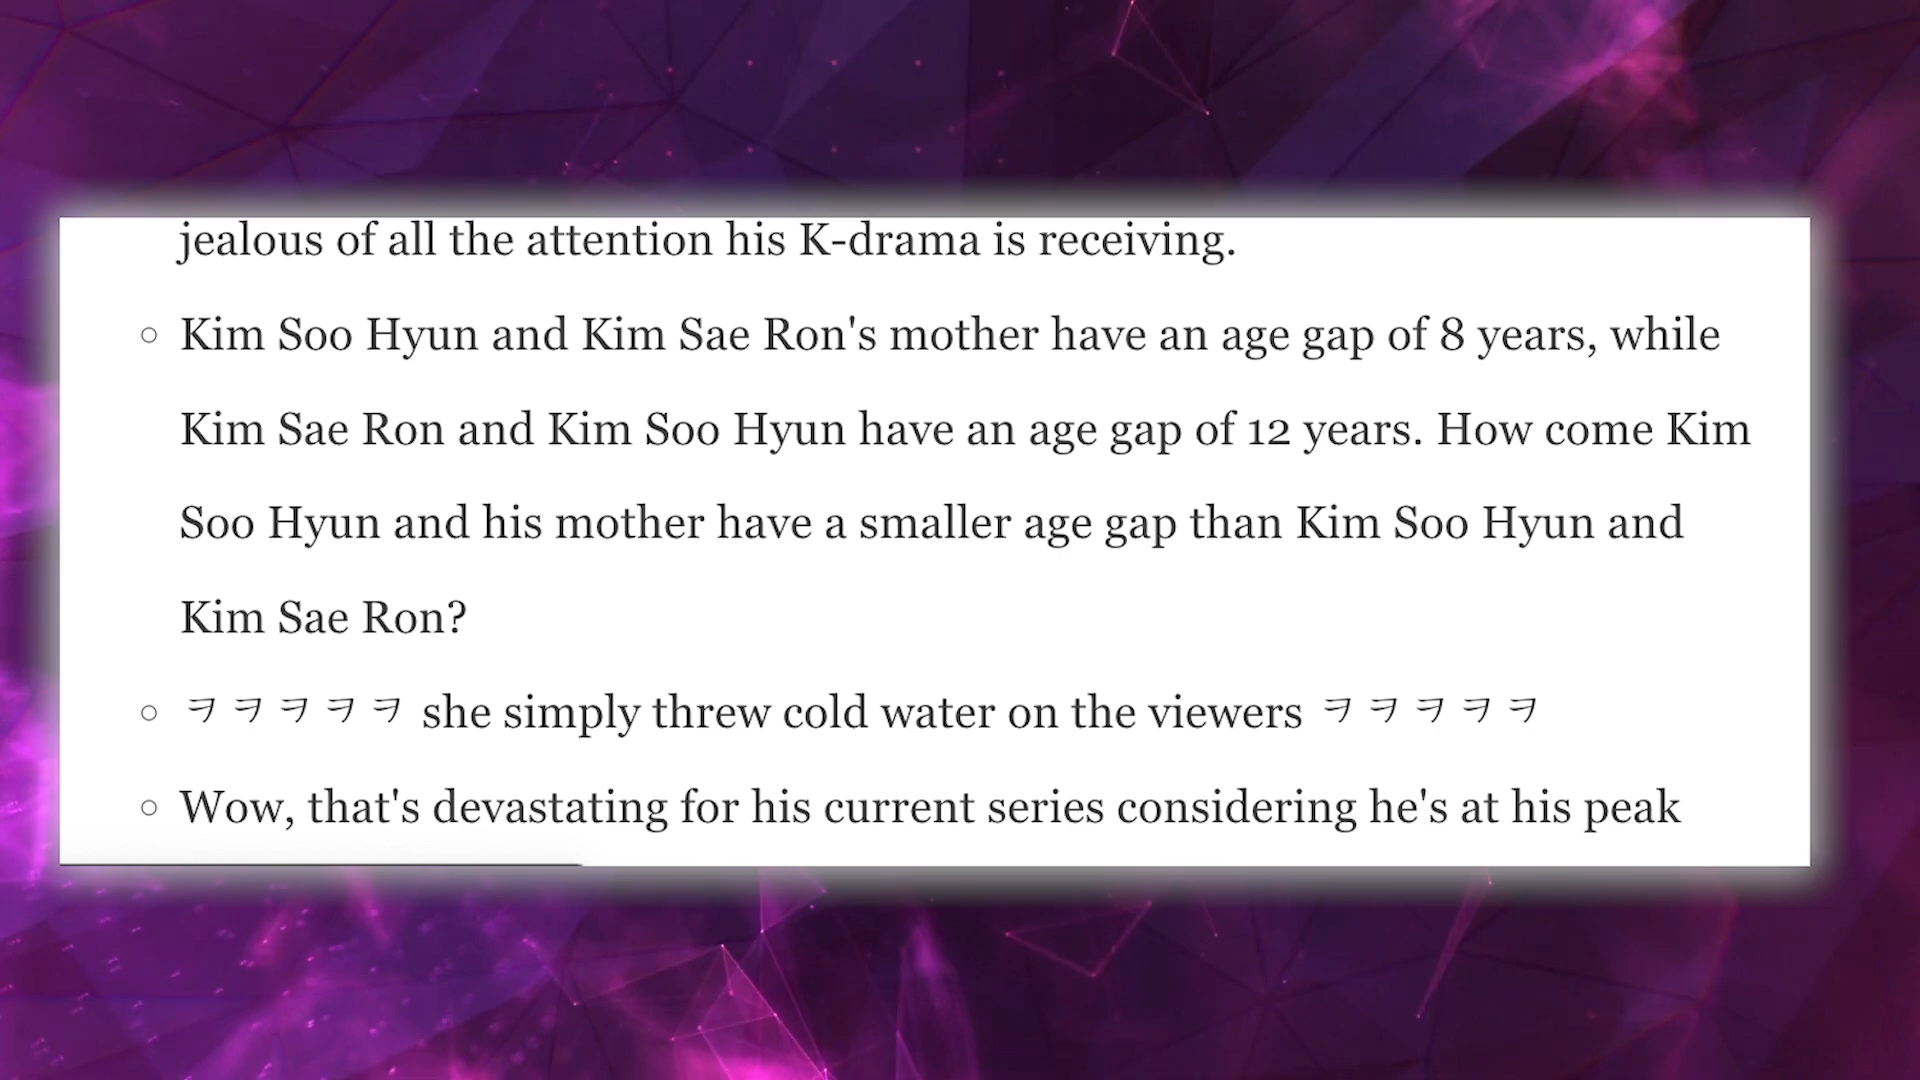 jealous of all the attention his K-drama is receiving.
Kim Soo Hyun and Kim Sae Ron's mother have an age gap of 8 years, while
Kim Sae Ron and Kim Soo Hyun have an age gap of 12 years. How come Kim
Soo Hyun and his mother have a smaller age gap than Kim Soo Hyun and
Kim Sae Ron?
ㅋㅋㅋㅋㅋ she simply threw cold water on the viewers ㅋㅋㅋㅋㅋ
Wow, that's devastating for his current series considering he's at his peak